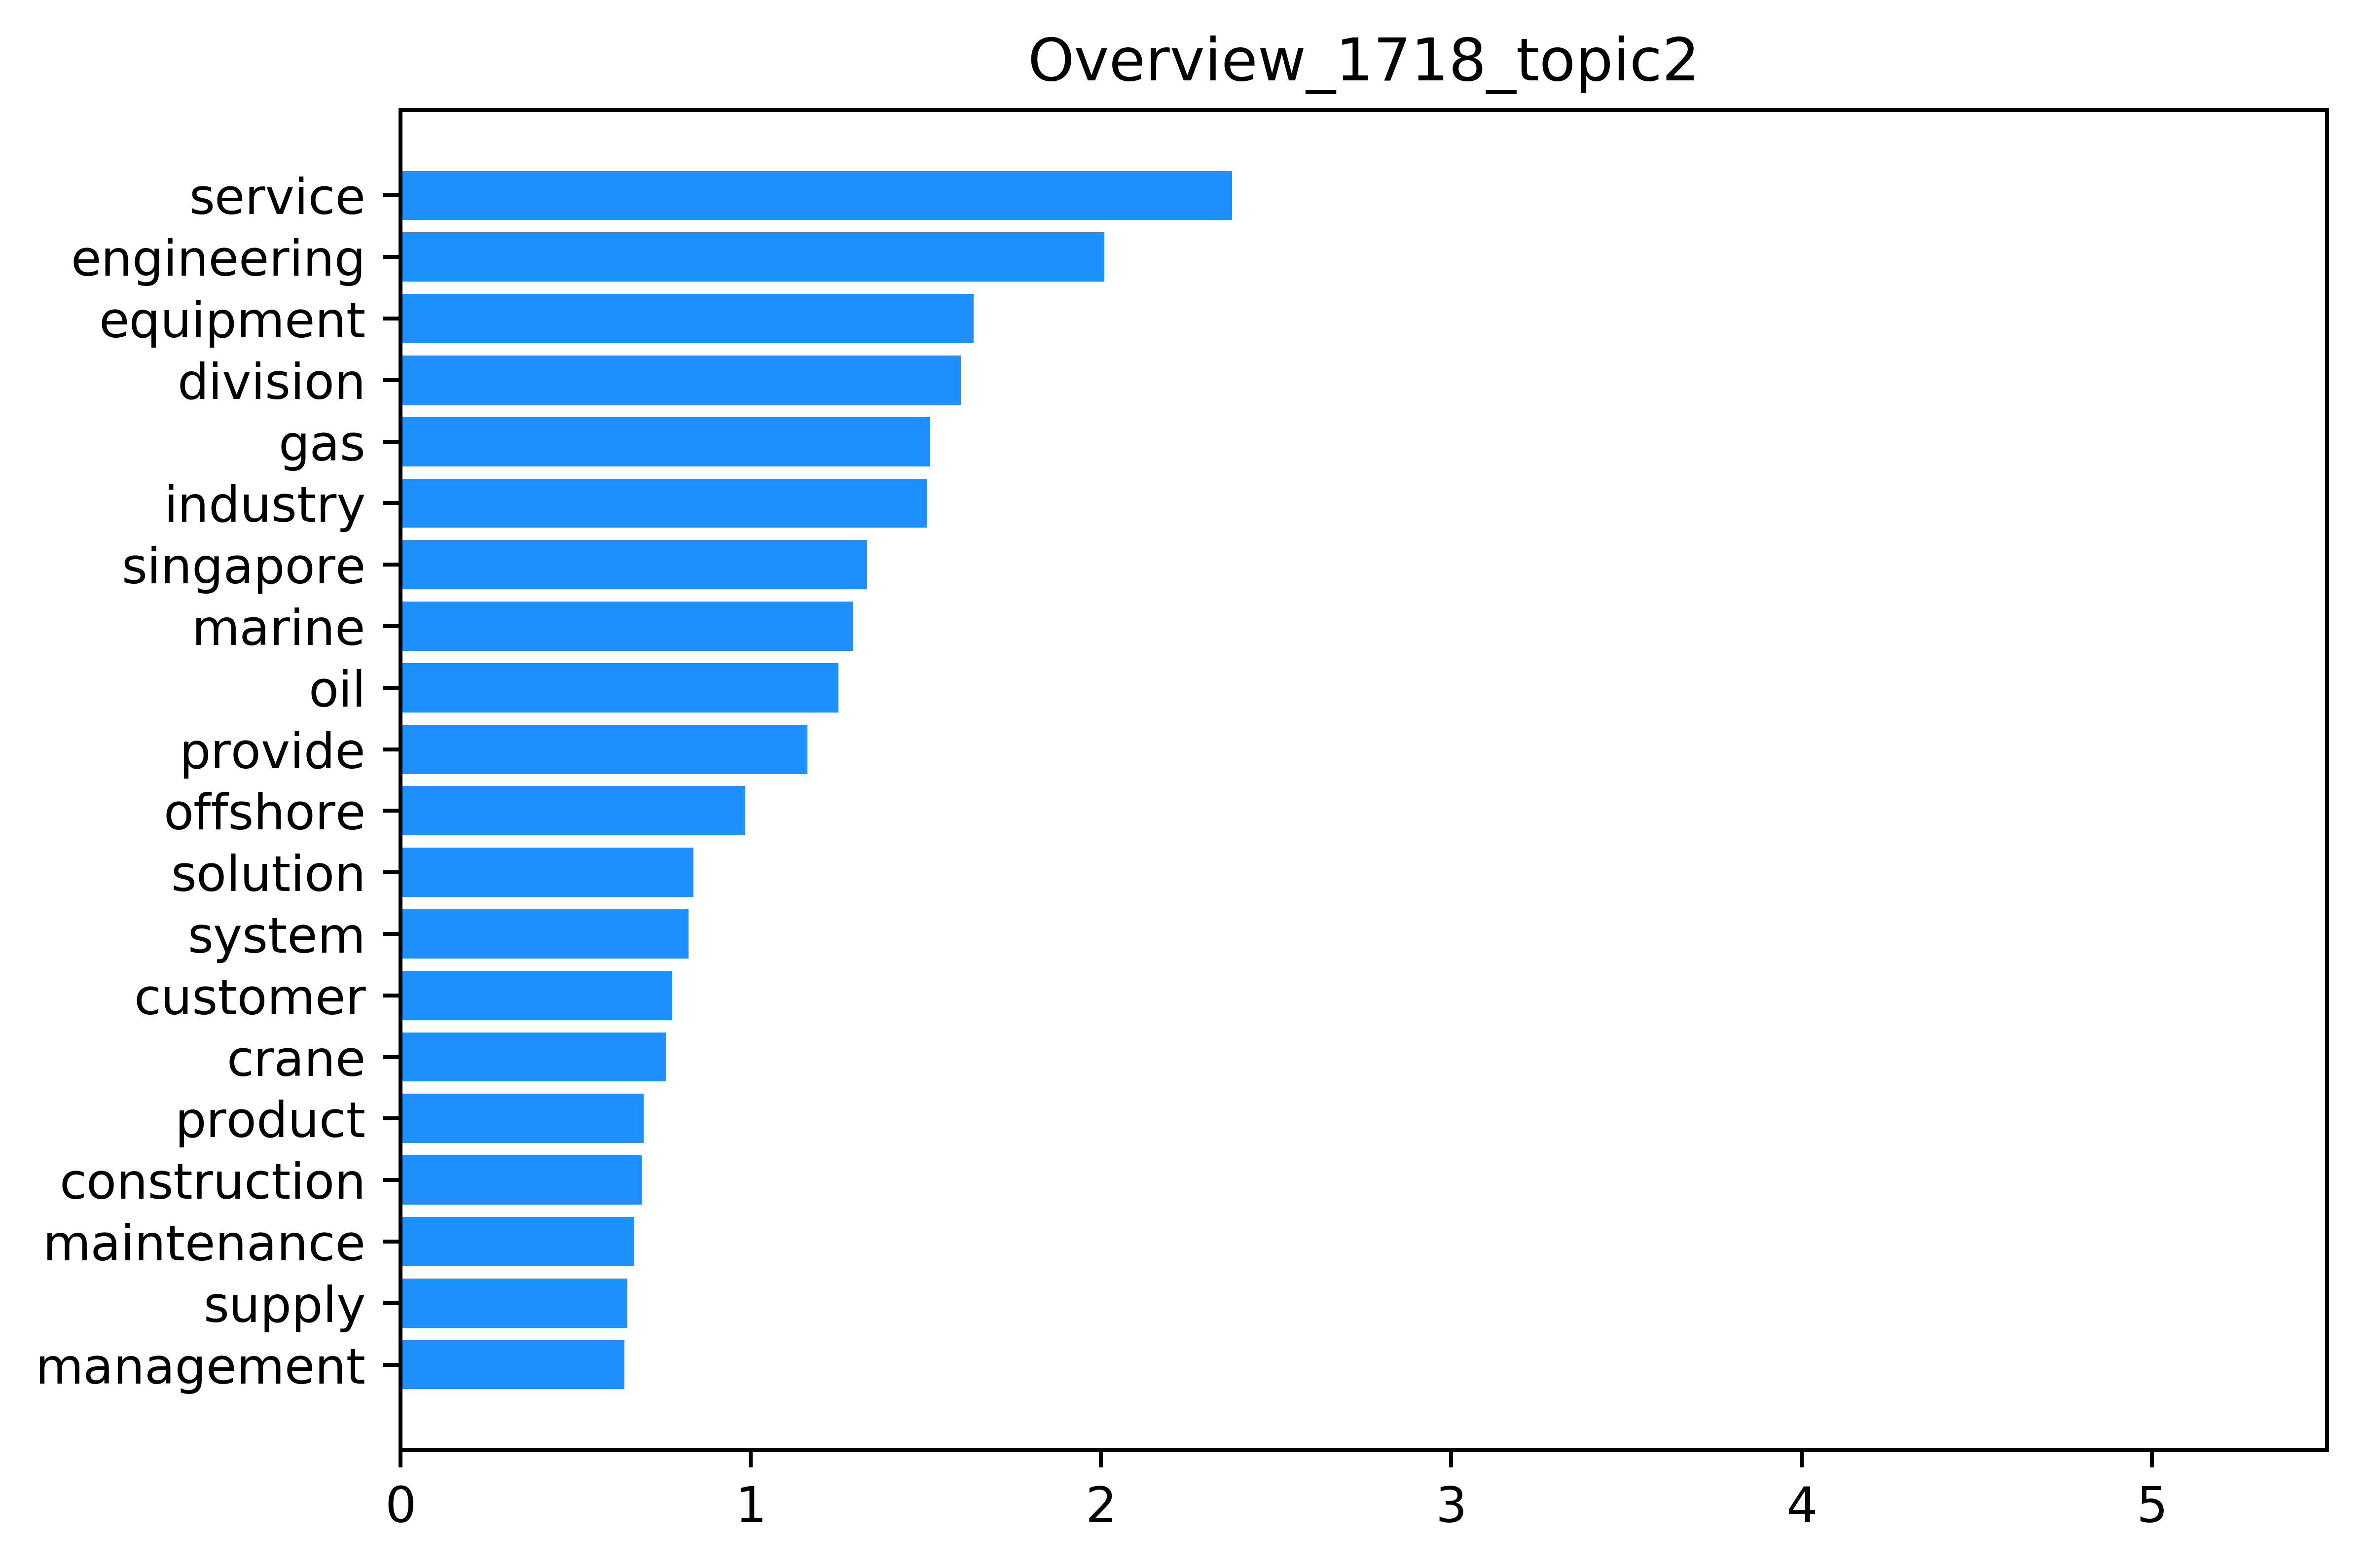 Overview_1718_topic2
service
engineering
equipment
division
gas
industry
singapore
marine
oil
provide
offshore
solution
system
customer
crane
product
construction
maintenance
supply
management
0 1 2 3 4 5